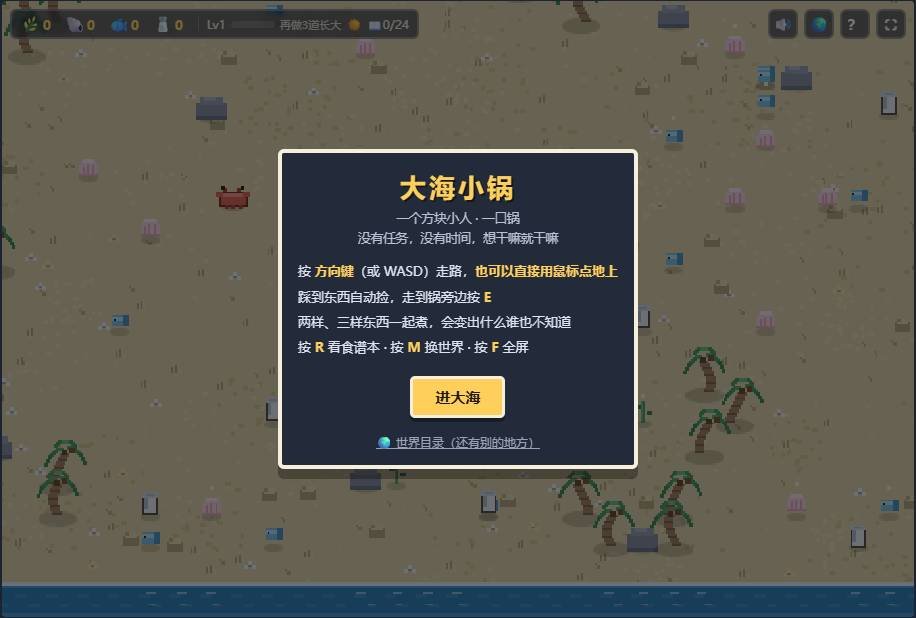 0 0 0 0 Lv1 再做3道长大 0/24 ?
大海小锅
一个方块小人 · 一口锅
没有任务，没有时间，想干嘛就干嘛
按 方向键（或 WASD）走路，也可以直接用鼠标点地上
踩到东西自动捡，走到锅旁边按 E
两样、三样东西一起煮，会变出什么谁也不知道
按 R 看食谱本 · 按 M 换世界 · 按 F 全屏
进大海
世界目录（还有别的地方）